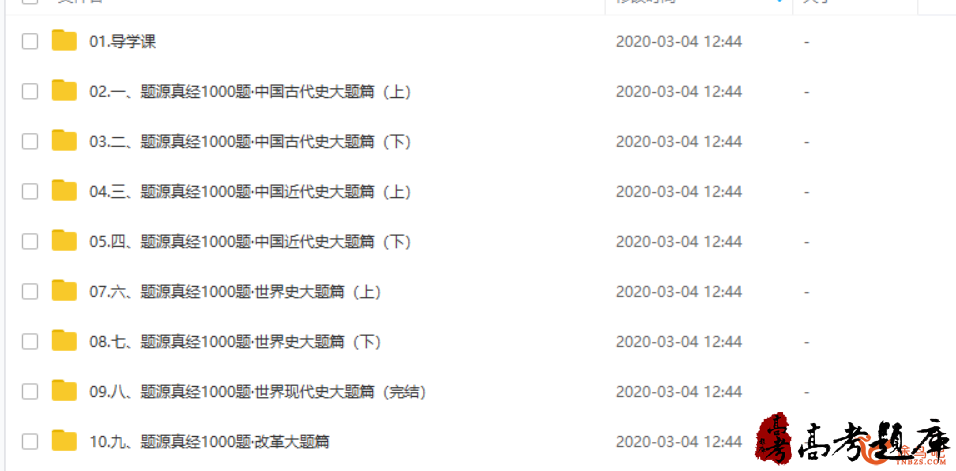 01.导学课 2020-03-04 12:44 -
02.一、题源真经1000题·中国古代史大题篇（上） 2020-03-04 12:44 -
03.二、题源真经1000题·中国古代史大题篇（下） 2020-03-04 12:44 -
04.三、题源真经1000题·中国近代史大题篇（上） 2020-03-04 12:44 -
05.四、题源真经1000题·中国近代史大题篇（下） 2020-03-04 12:44 -
07.六、题源真经1000题·世界史大题篇（上） 2020-03-04 12:44 -
08.七、题源真经1000题·世界史大题篇（下） 2020-03-04 12:44 -
09.八、题源真经1000题·世界现代史大题篇（完结） 2020-03-04 12:44 -
10.九、题源真经1000题·改革大题篇 2020-03-04 12:44
高考
高考题库
TNBZS.COM